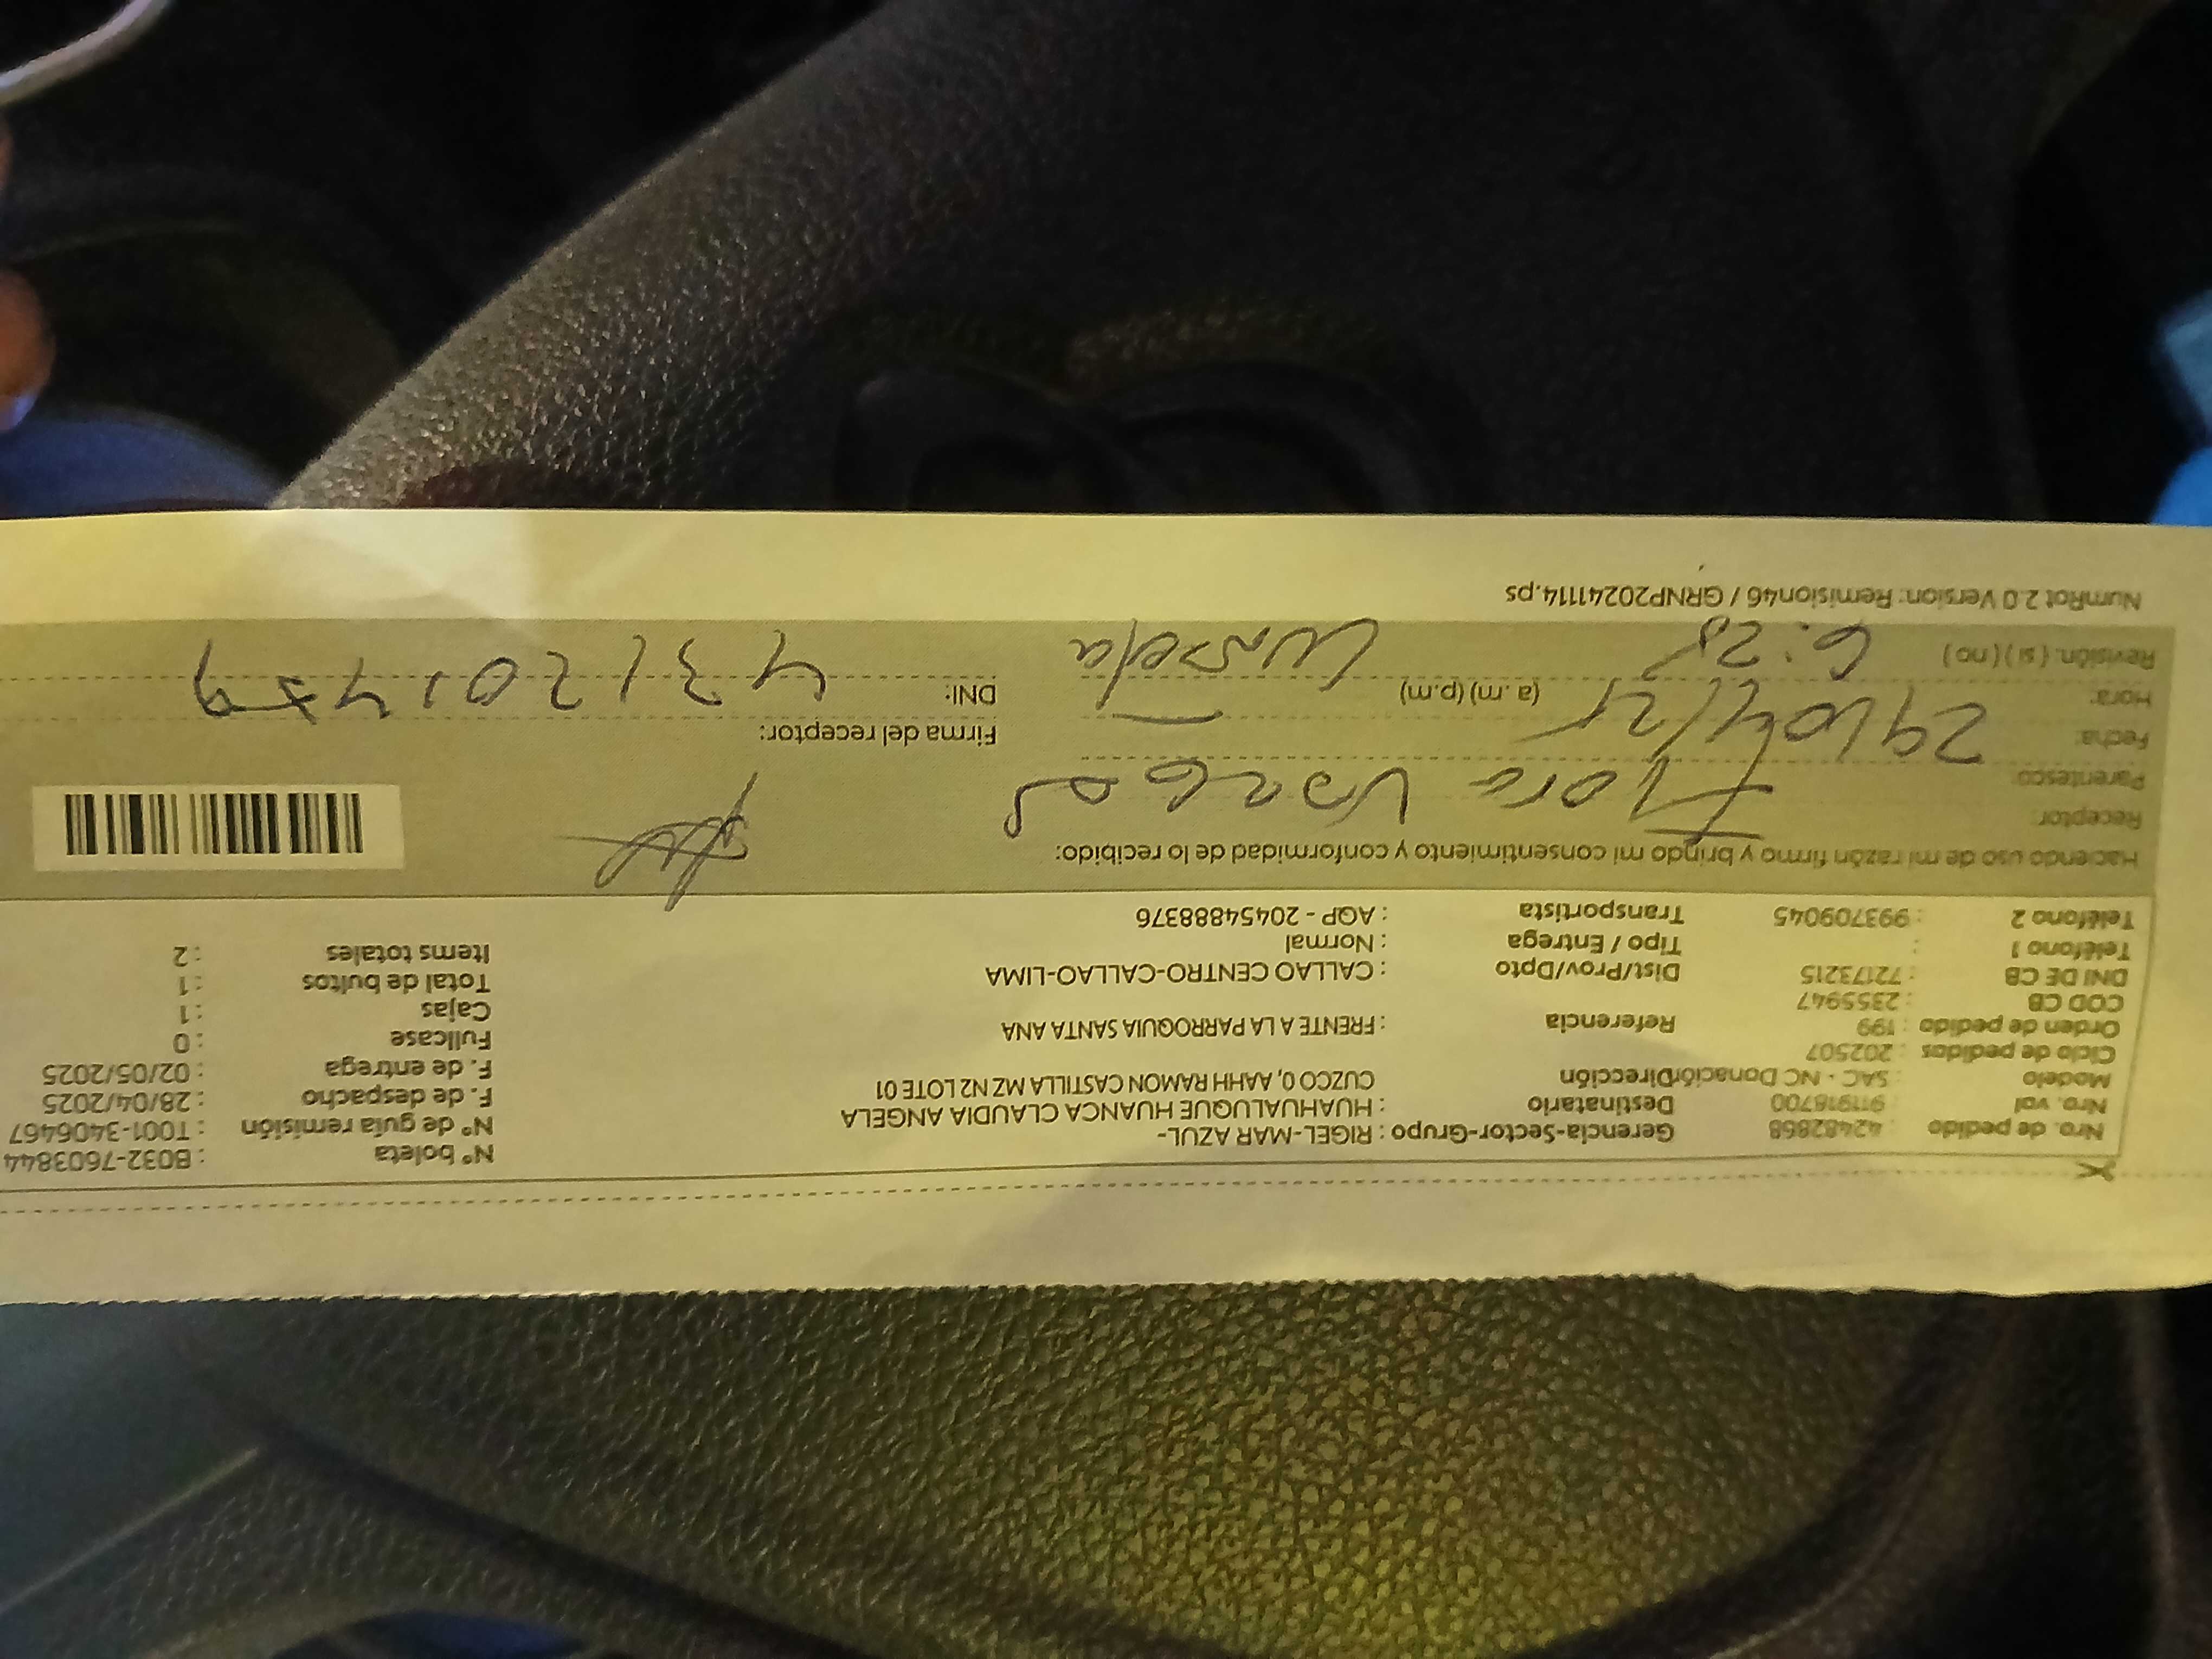 Nro. de pedido : 42482868 Gerencia-Sector-Grupo : RIGEL-MAR AZUL- N° boleta : B032-7603844
Nro. val : 911918700 Destinatario : HUAHUALUQUE HUANCA CLAUDIA ANGELA N° de guía remisión : T001-3406467
Modelo : SAC - NC Donación Dirección CUZCO 0, AAHH RAMON CASTILLA MZ N2 LOTE 01 F. de despacho : 28/04/2025
Ciclo de pedidos : 202507 F. de entrega : 02/05/2025
Orden de pedido : 199 Referencia : FRENTE A LA PARROQUIA SANTA ANA Fullcase : 0
COD CB : 2355947 Cajas : 1
DNI DE CB : 72173215 Dist/Prov/Dpto : CALLAO CENTRO-CALLAO-LIMA Total de bultos : 1
Teléfono 1 : Tipo / Entrega : Normal Items totales : 2
Teléfono 2 : 993709045 Transportista : AQP - 20454888376
Haciendo uso de mi razón firmo y brindo mi consentimiento y conformidad de lo recibido:
Receptor: Flora
Parentesco:
Fecha: 29/04/25 Firma del receptor:
Hora: 6:28 (a.m) (p.m) DNI:
Revisión. ( si ) ( no )
NumRot 2.0 Version: Remision46 / GRNP20241114.ps